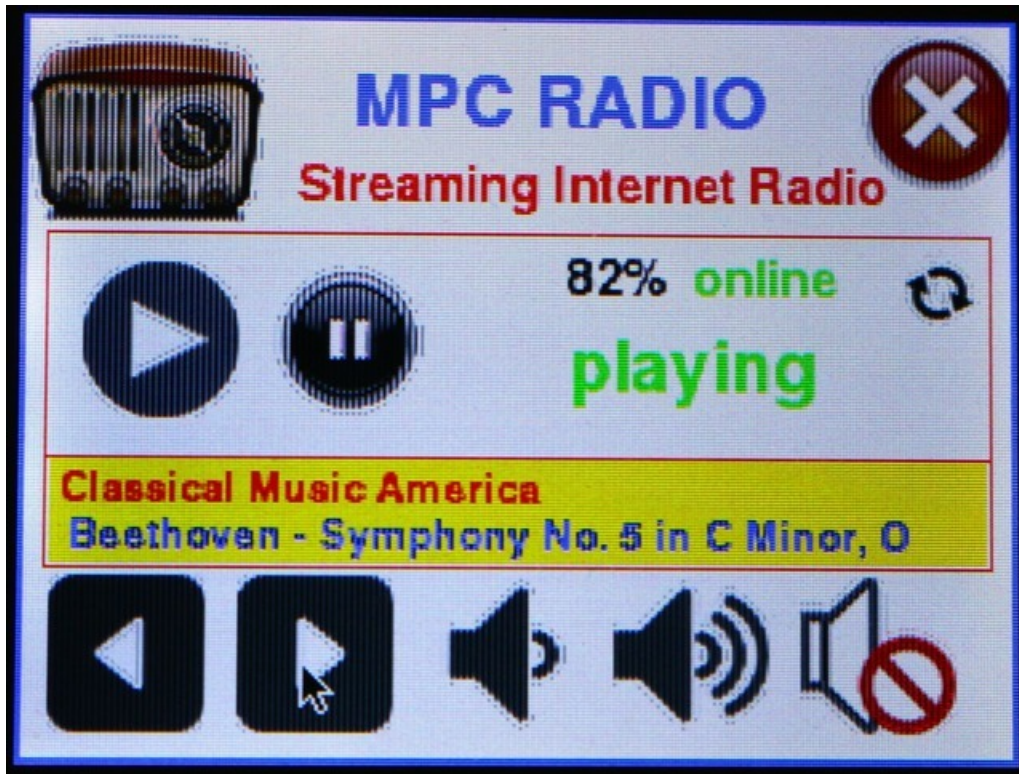 MPC RADIO
Streaming Internet Radio
82% online
playing
Classical Music America
Beethoven - Symphony No. 5 in C Minor, O